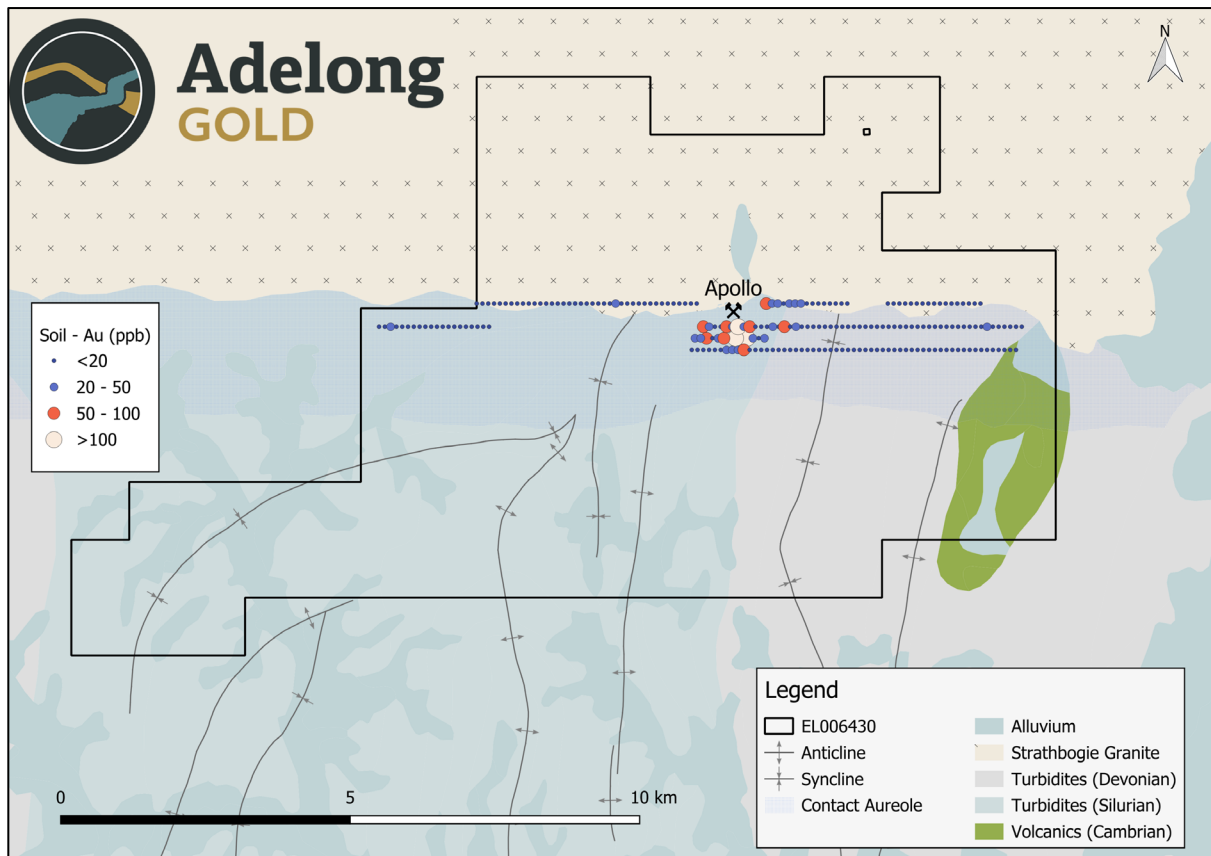 Adelong
GOLD
N
Apollo
Soil - Au (ppb)
<20
20 - 50
50 - 100
>100
Legend
EL006430
Anticline
Syncline
Contact Aureole
Alluvium
Strathbogie Granite
Turbidites (Devonian)
Turbidites (Silurian)
Volcanics (Cambrian)
0 5 10 km